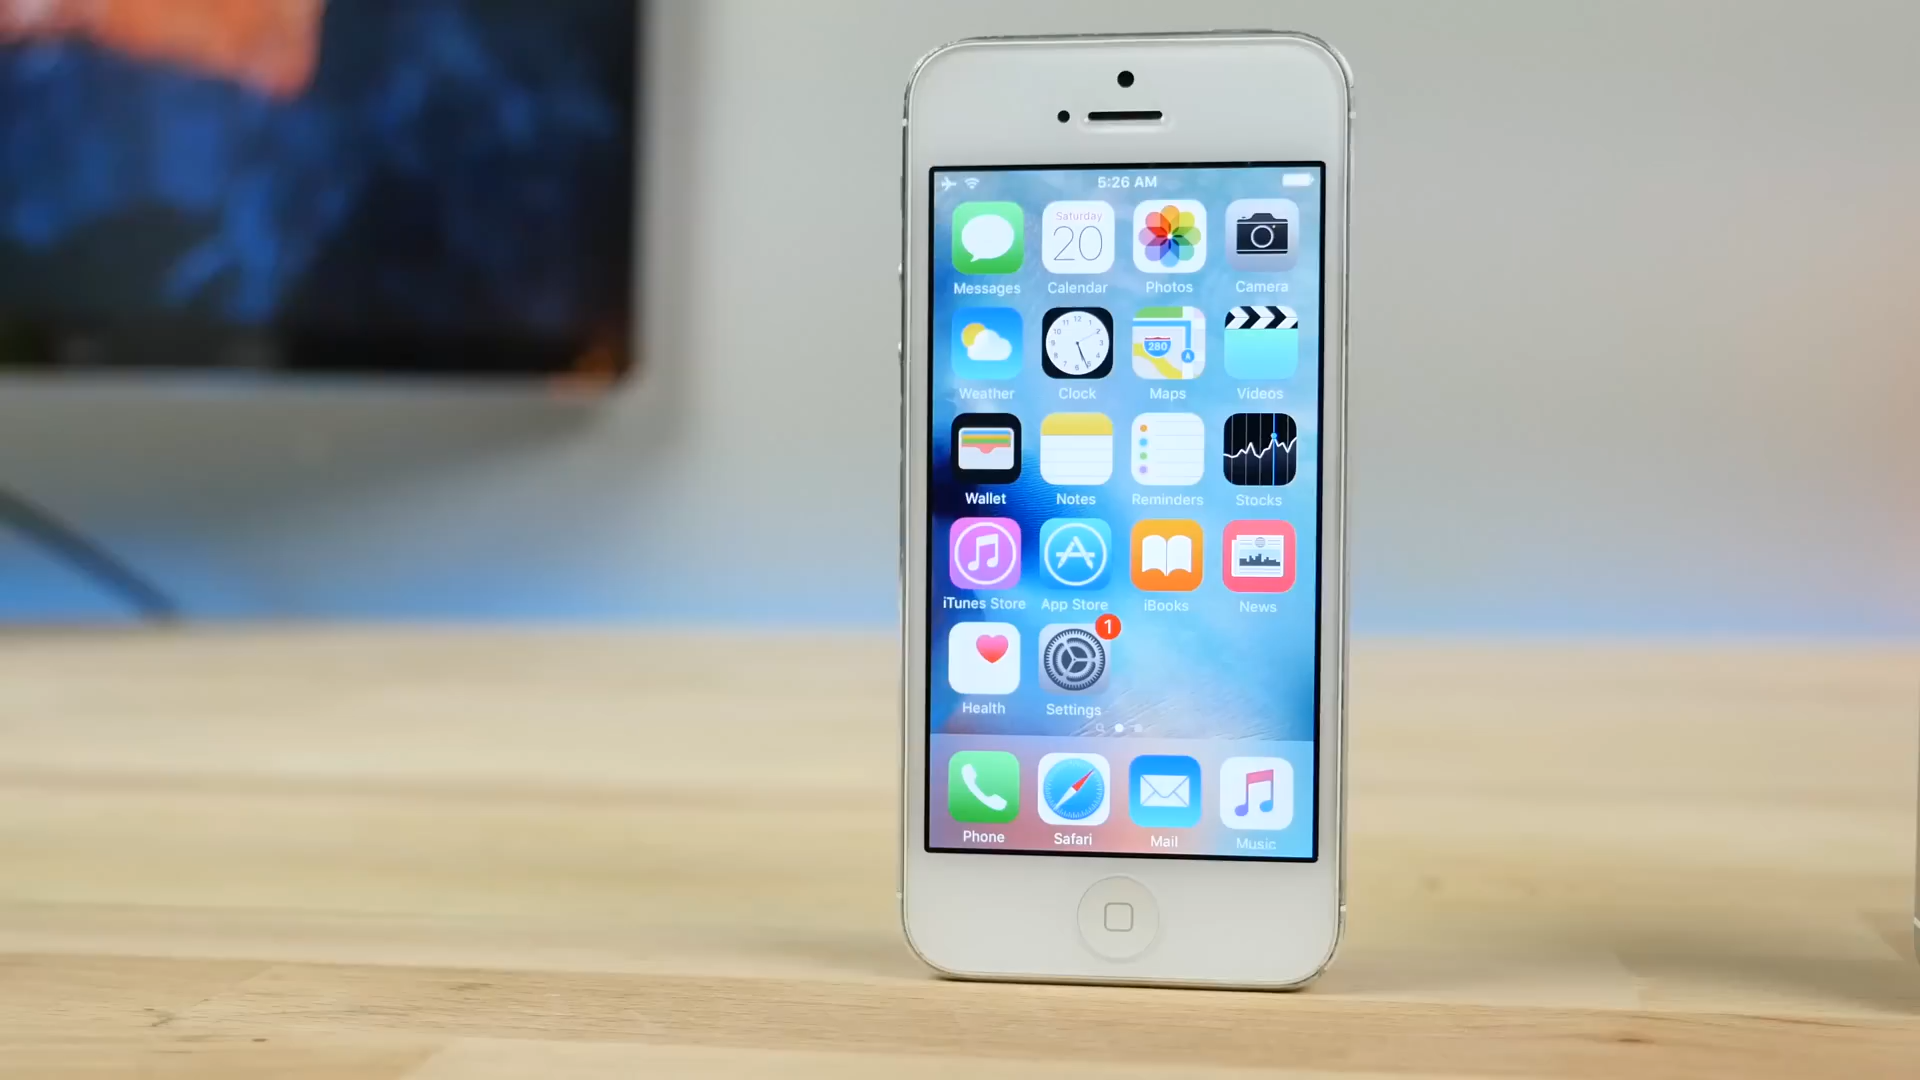 5:26 AM
Saturday
20
Messages Calendar Photos Camera
280
Weather Clock Maps Videos
Wallet Notes Reminders Stocks
iTunes Store App Store iBooks News
1
Health Settings
Phone Safari Mail Music